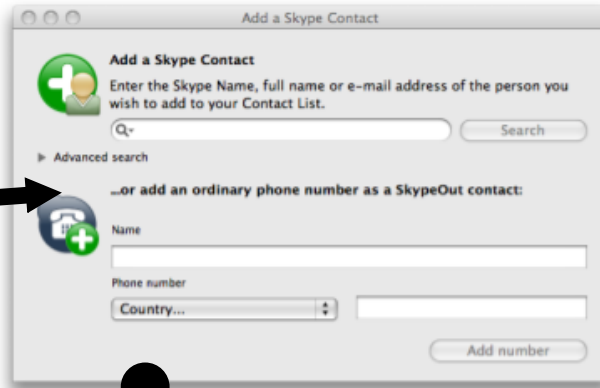 Add a Skype Contact
Add a Skype Contact
Enter the Skype Name, full name or e-mail address of the person you
wish to add to your Contact List.
Search
Advanced search
...or add an ordinary phone number as a SkypeOut contact:
Name
Phone number
Country...
Add number